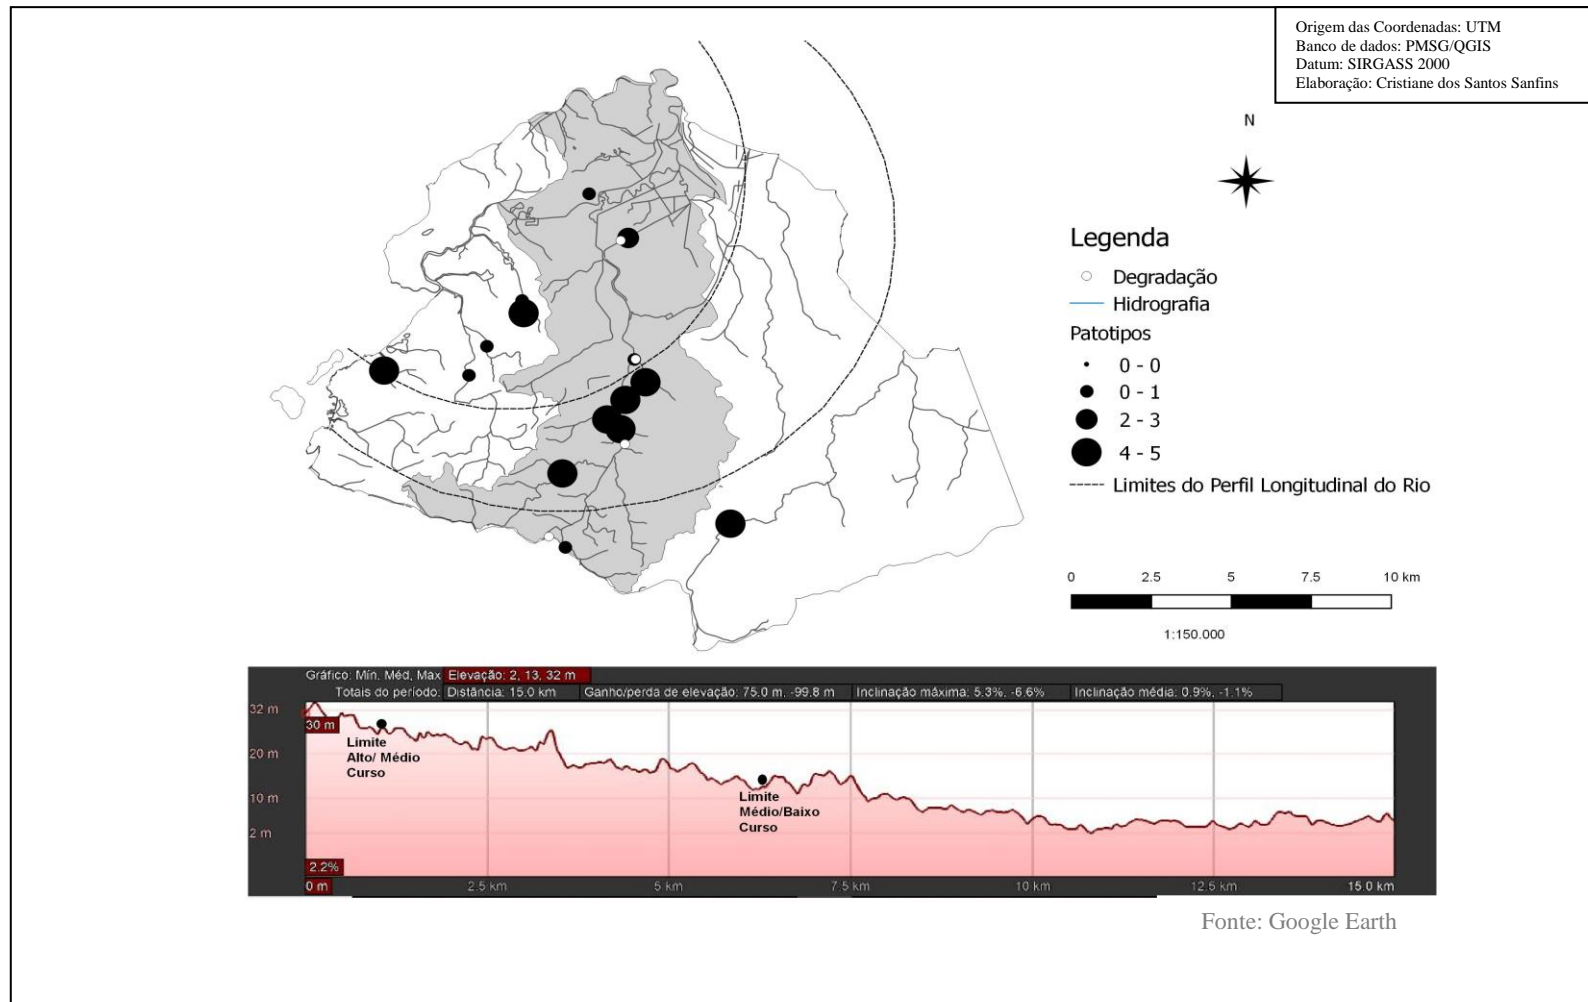 Origem das Coordenadas: UTM
Banco de dados: PMSG/QGIS
Datum: SIRGASS 2000
Elaboração: Cristiane dos Santos Sanfins
N
Legenda
Degradação
Hidrografia
Patotipos
0 - 0
0 - 1
2 - 3
4 - 5
Limites do Perfil Longitudinal do Rio
0 2.5 5 7.5 10 km
1:150.000
Gráfico: Mín, Méd, Max Elevação: 2, 13, 32 m
Totais do período: Distância: 15.0 km Ganho/perda de elevação: 75.0 m, -99.8 m Inclinação máxima: 5.3%, -6.6% Inclinação média: 0.9%, -1.1%
32 m
30 m
Limite
Alto/ Médio
Curso
20 m
10 m
Limite
Médio/Baixo
Curso
2 m
2.2%
0 m 2.5 km 5 km 7.5 km 10 km 12.5 km 15.0 km
Fonte: Google Earth